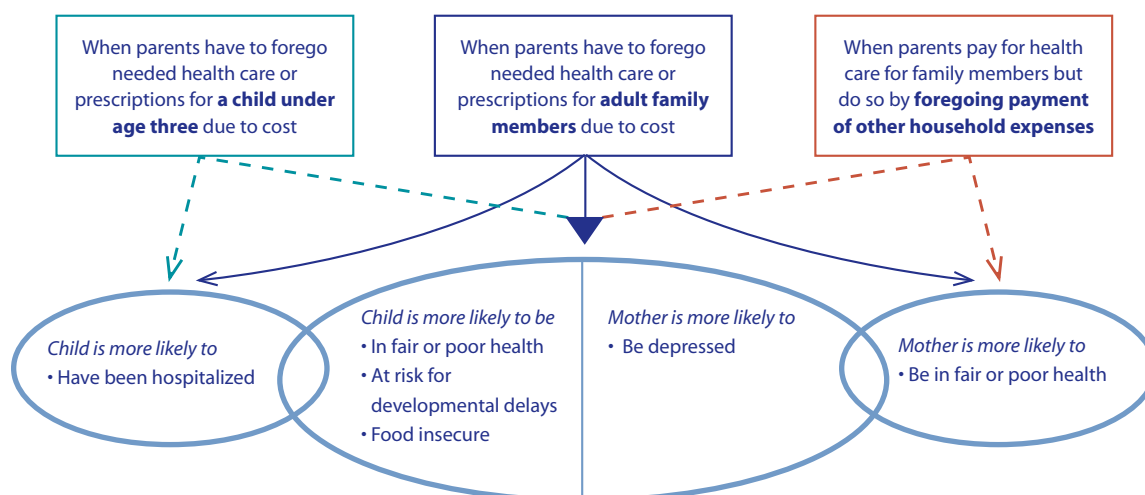 When parents have to forego
needed health care or
prescriptions for a child under
age three due to cost
When parents have to forego
needed health care or
prescriptions for adult family
members due to cost
When parents pay for health
care for family members but
do so by foregoing payment
of other household expenses
Child is more likely to
• Have been hospitalized
Child is more likely to be
• In fair or poor health
• At risk for
developmental delays
• Food insecure
Mother is more likely to
• Be depressed
Mother is more likely to
• Be in fair or poor health